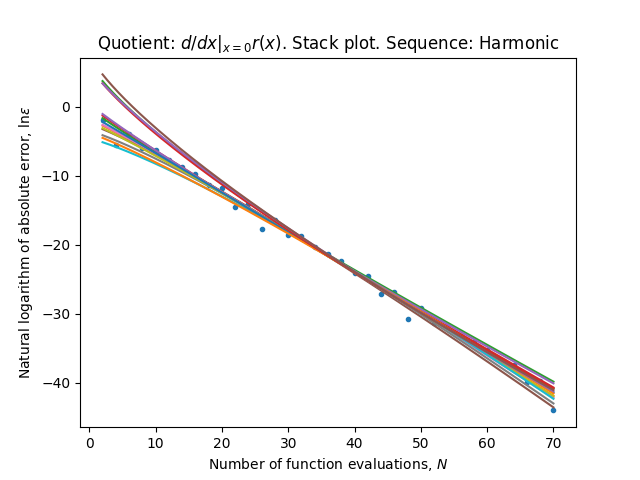 Quotient: $d/dx|_{x=0}r(x)$. Stack plot. Sequence: Harmonic
Natural logarithm of absolute error, lnε
0
−10
−20
−30
−40
0 10 20 30 40 50 60 70
Number of function evaluations, N